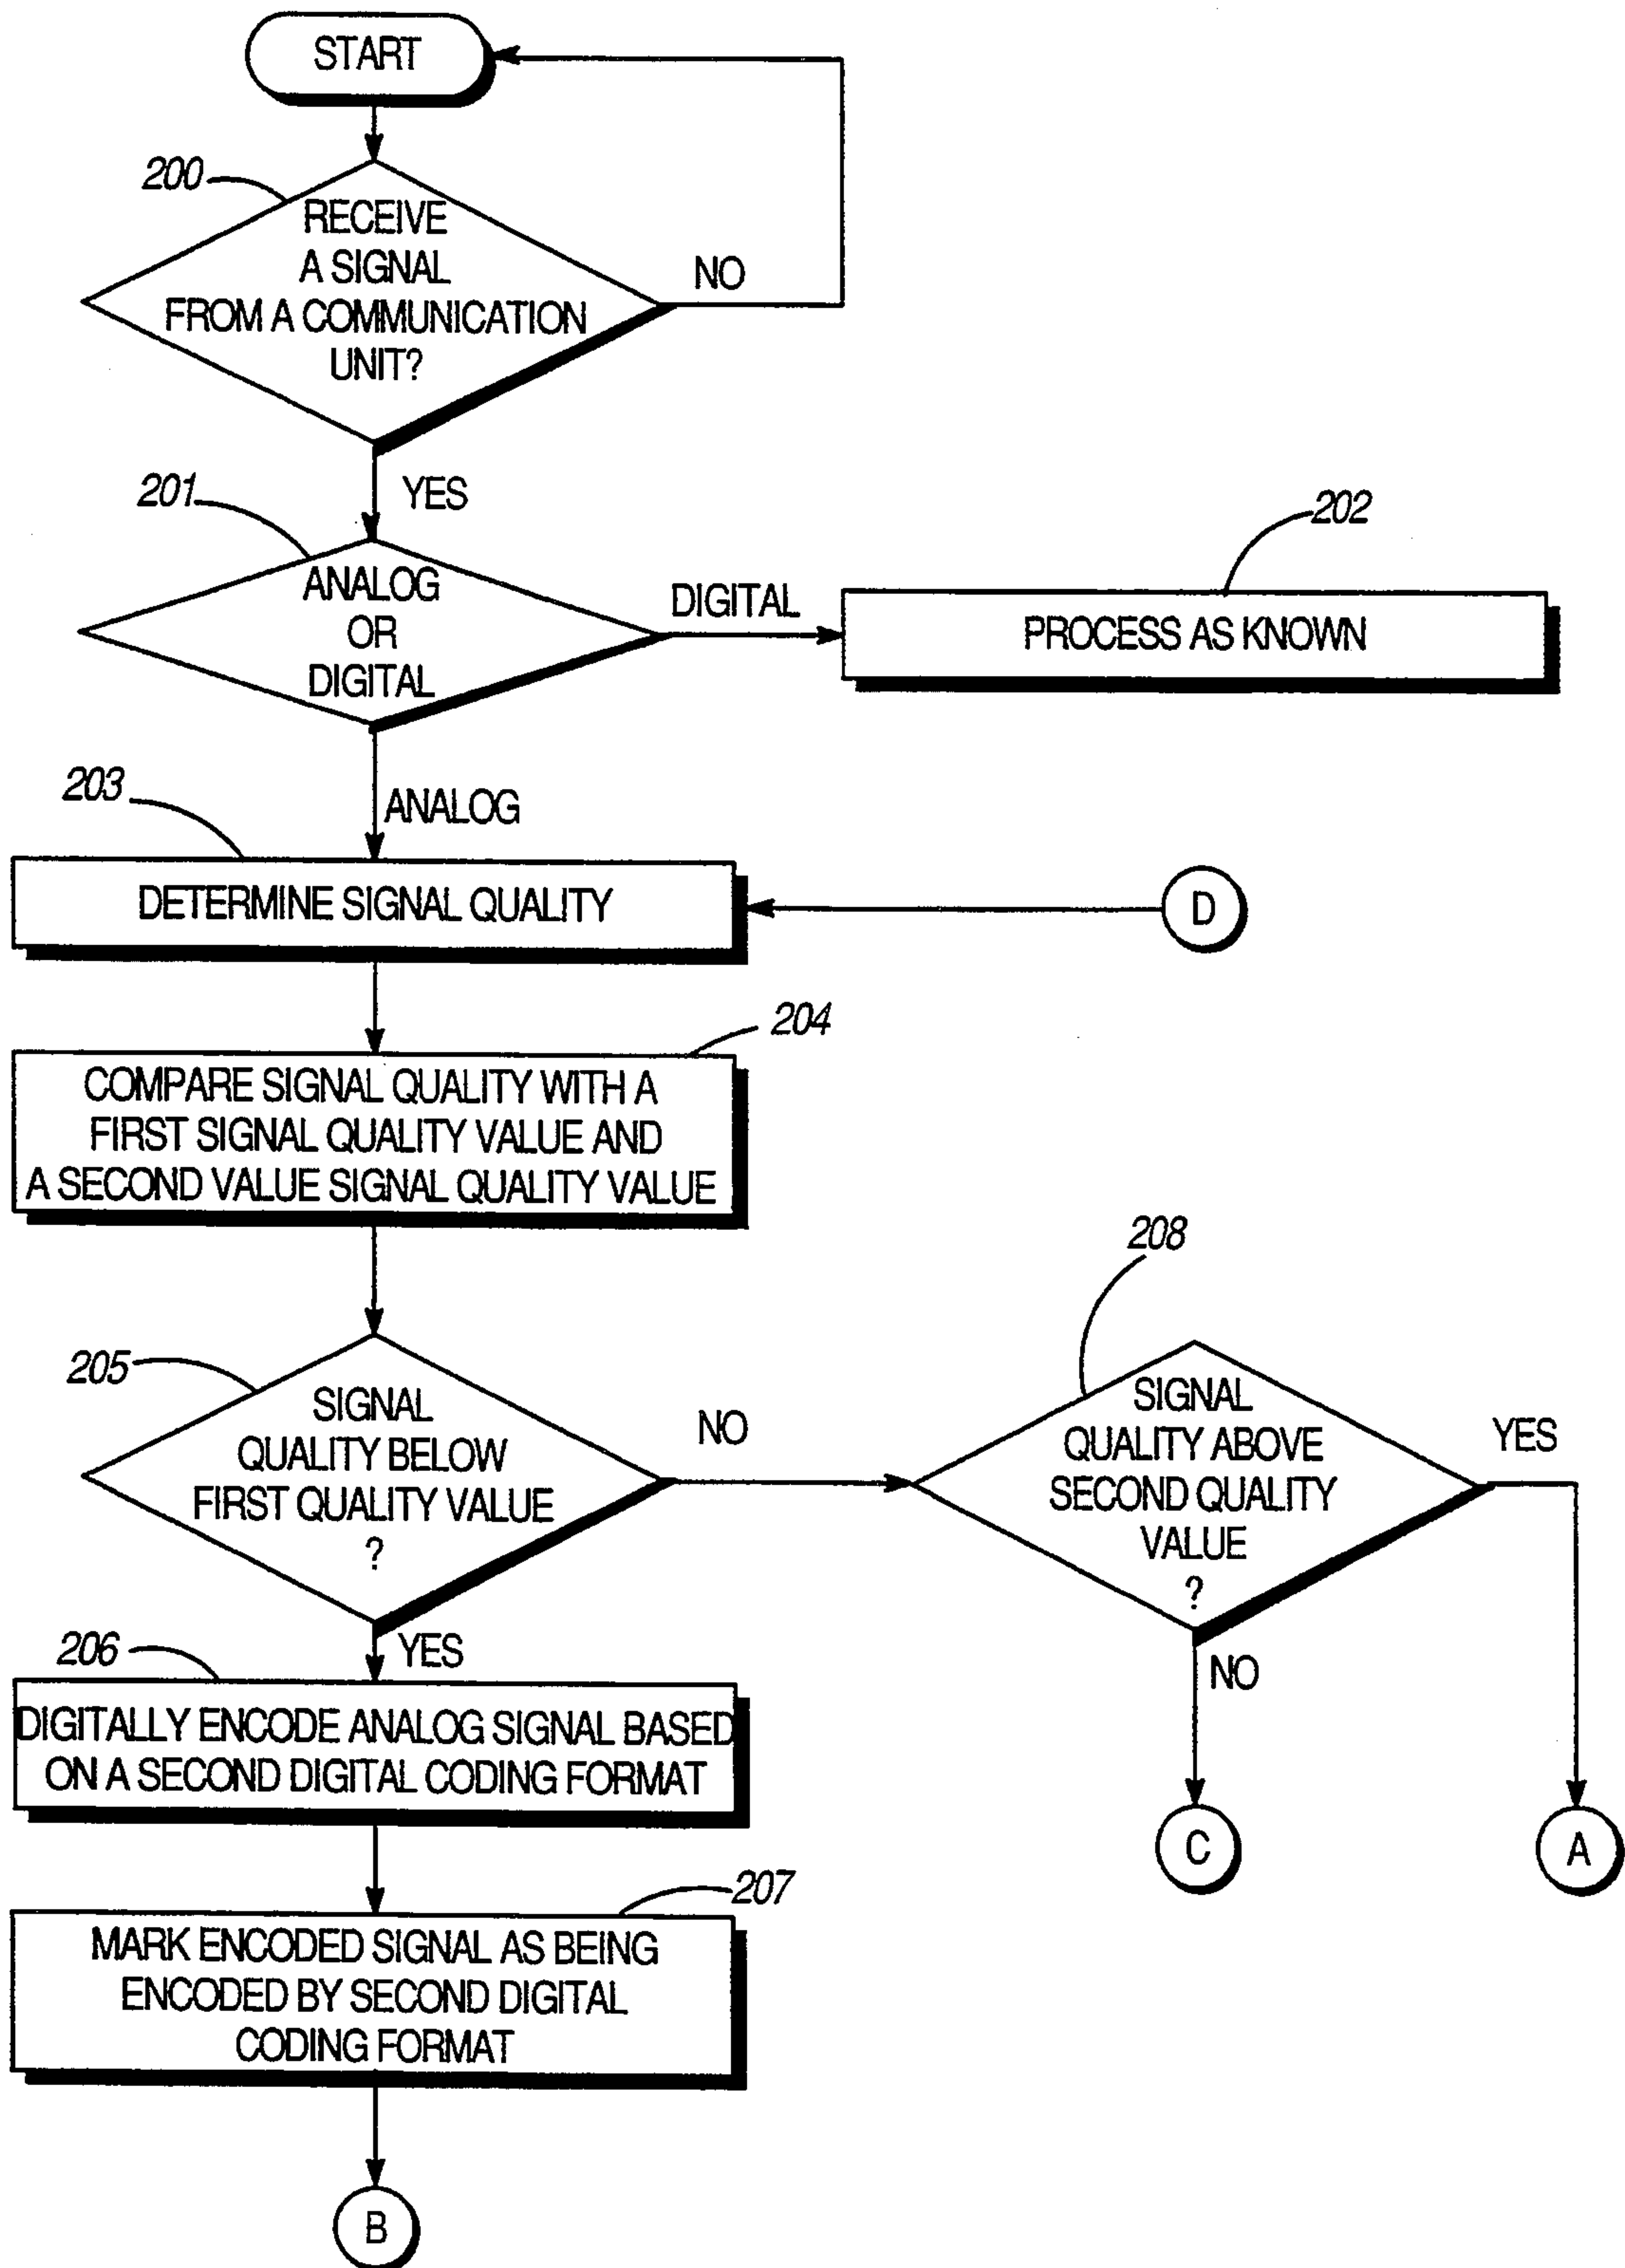 START
200
RECEIVE
A SIGNAL
FROM A COMMUNICATION
UNIT?
NO
YES
201
ANALOG
OR
DIGITAL
DIGITAL
202
PROCESS AS KNOWN
ANALOG
203
DETERMINE SIGNAL QUALITY
D
204
COMPARE SIGNAL QUALITY WITH A
FIRST SIGNAL QUALITY VALUE AND
A SECOND VALUE SIGNAL QUALITY VALUE
205
SIGNAL
QUALITY BELOW
FIRST QUALITY VALUE
?
NO
208
SIGNAL
QUALITY ABOVE
SECOND QUALITY
VALUE
?
YES
NO
C
A
YES
206
DIGITALLY ENCODE ANALOG SIGNAL BASED
ON A SECOND DIGITAL CODING FORMAT
207
MARK ENCODED SIGNAL AS BEING
ENCODED BY SECOND DIGITAL
CODING FORMAT
B